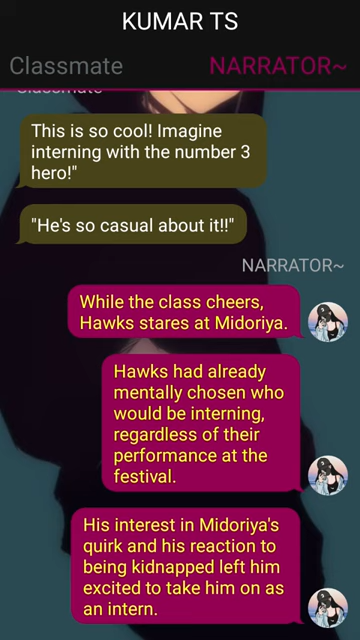 KUMAR TS
Classmate NARRATOR~
Classmate
This is so cool! Imagine
interning with the number 3
hero!"
"He's so casual about it!!"
NARRATOR~
While the class cheers,
Hawks stares at Midoriya.
Hawks had already
mentally chosen who
would be interning,
regardless of their
performance at the
festival.
His interest in Midoriya's
quirk and his reaction to
being kidnapped left him
excited to take him on as
an intern.